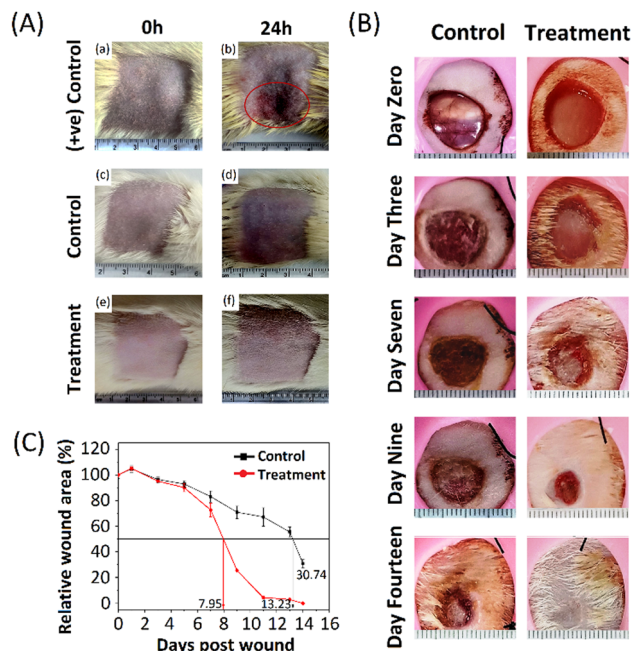 (A)
0h
24h
(+ve) Control
(a)
(b)
Control
(c)
(d)
Treatment
(e)
(f)
(B)
Control
Treatment
Day Zero
Day Three
Day Seven
Day Nine
Day Fourteen
(C)
Relative wound area (%)
120
100
80
60
40
20
0
Control
Treatment
7.95
13.23
30.74
0 2 4 6 8 10 12 14 16
Days post wound